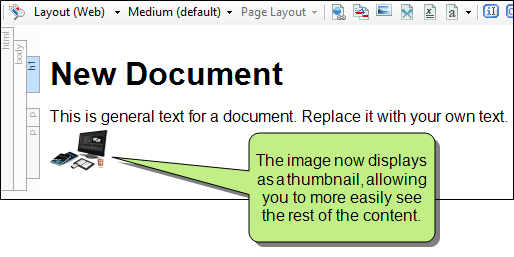 Layout (Web) Medium (default) Page Layout
html
body
h1
New Document
p
This is general text for a document. Replace it with your own text.
p
The image now displays
as a thumbnail, allowing
you to more easily see
the rest of the content.